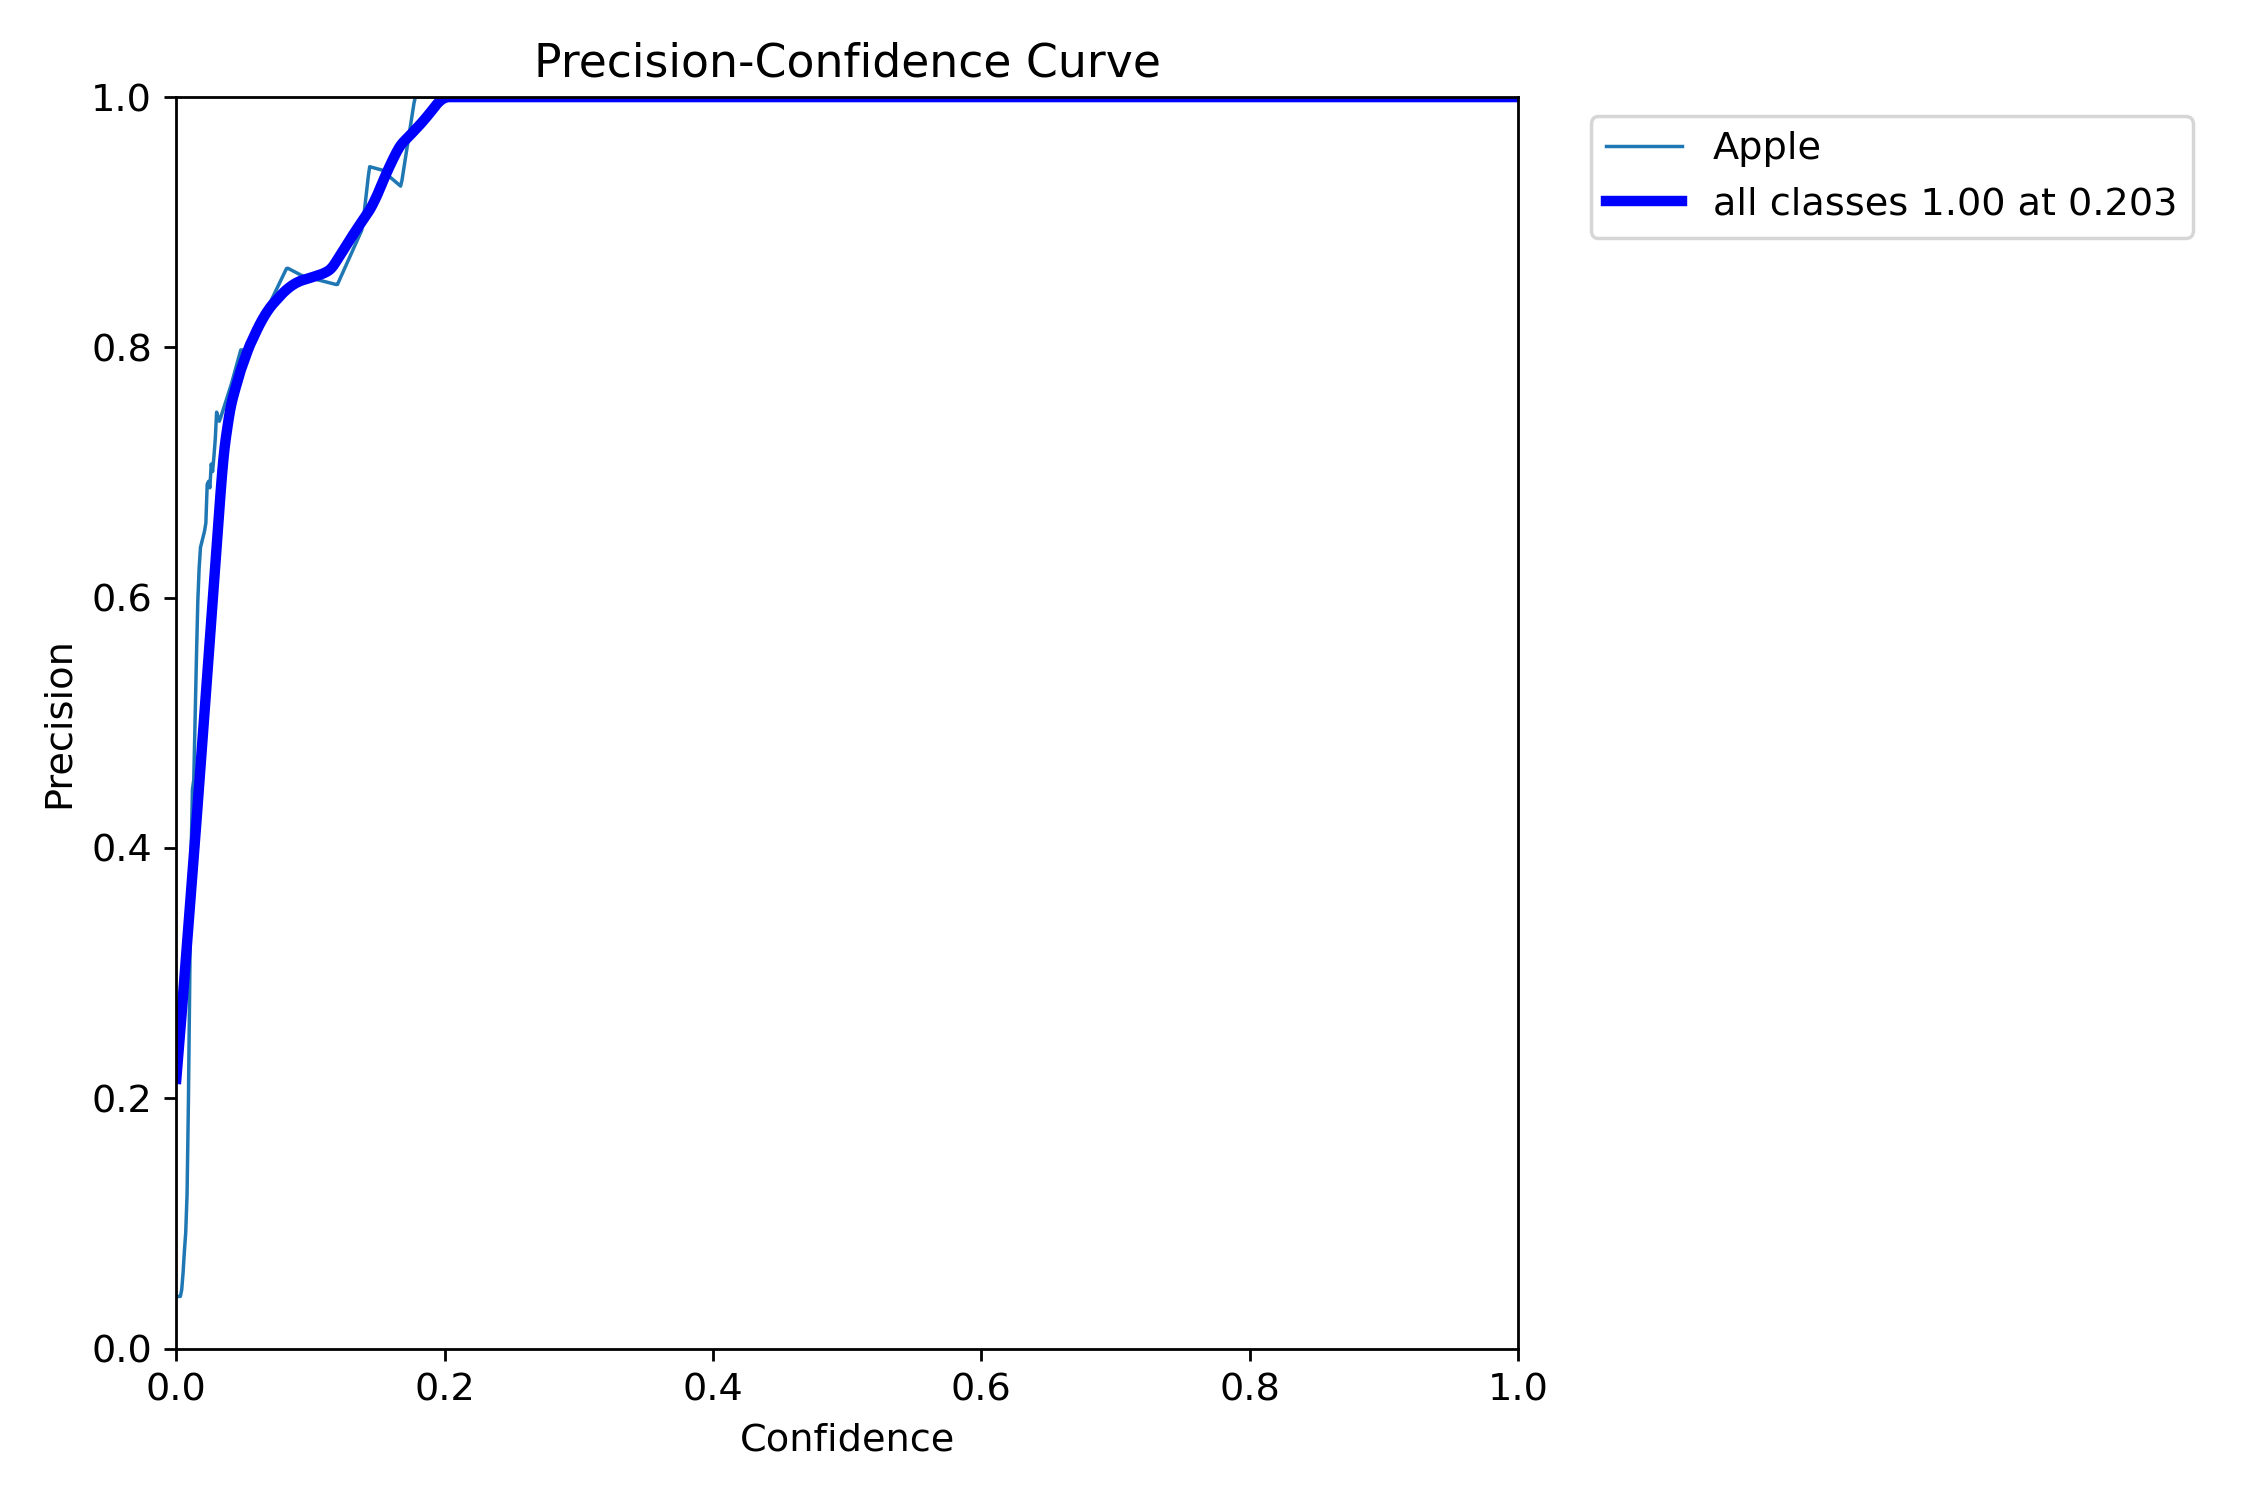 Precision-Confidence Curve
Apple
all classes 1.00 at 0.203
Precision
1.0
0.8
0.6
0.4
0.2
0.0
0.0 0.2 0.4 0.6 0.8 1.0
Confidence